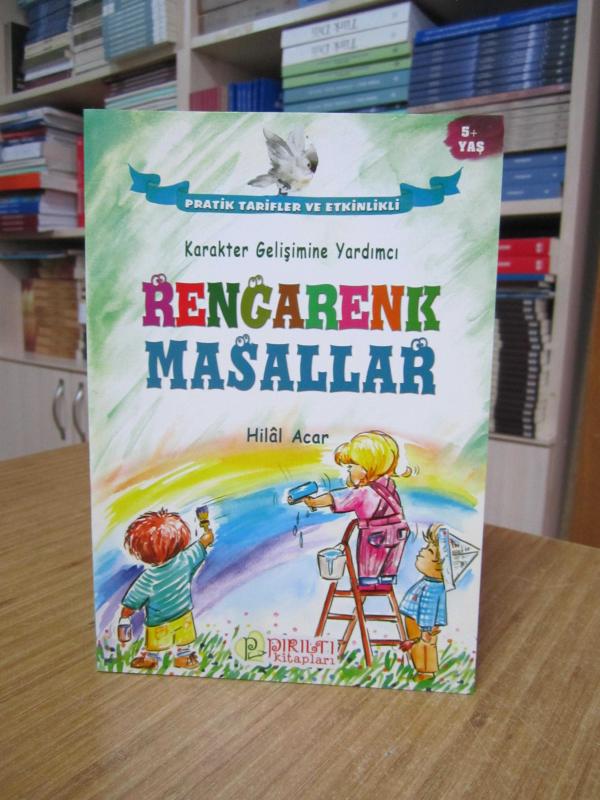 5+
YAŞ
PRATİK TARİFLER VE ETKİNLİKLİ
Karakter Gelişimine Yardımcı
RENGARENK
MASALLAR
Hilâl Acar
PIRILTI
kitapları